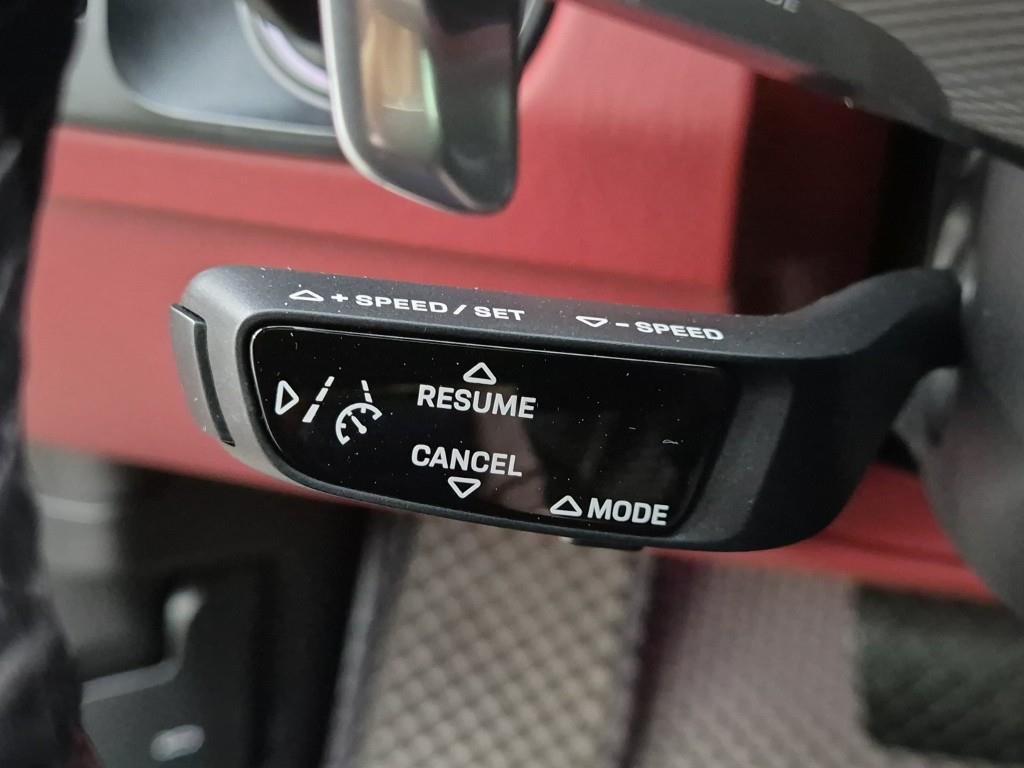 + SPEED / SET
- SPEED
RESUME
CANCEL
MODE